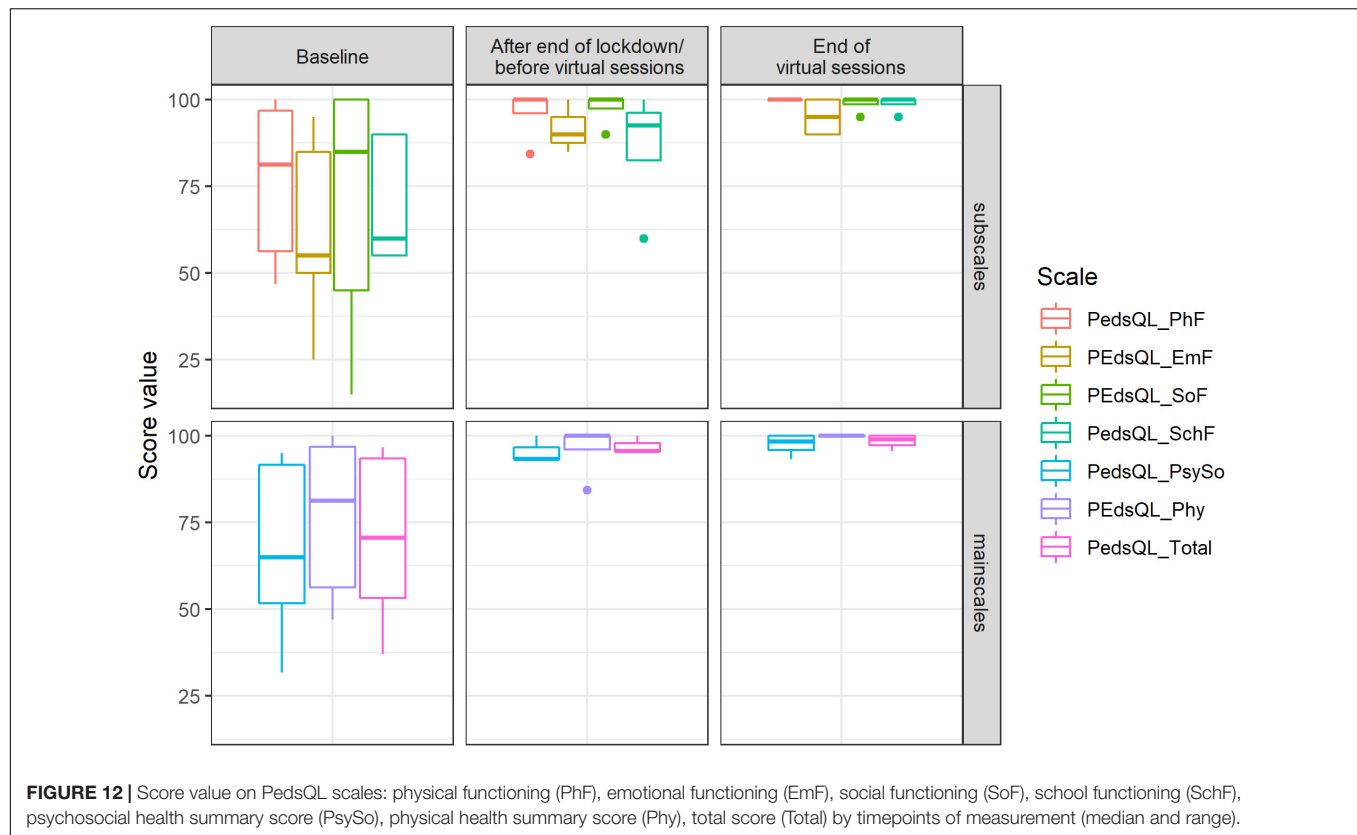 Baseline
After end of lockdown/
before virtual sessions
End of
virtual sessions
Score value
100
75
50
25
subscales
100
75
50
25
mainscales
Scale
PedsQL_PhF
PEdsQL_EmF
PEdsQL_SoF
PedsQL_SchF
PedsQL_PsySo
PEdsQL_Phy
PedsQL_Total
FIGURE 12 | Score value on PedsQL scales: physical functioning (PhF), emotional functioning (EmF), social functioning (SoF), school functioning (SchF),
psychosocial health summary score (PsySo), physical health summary score (Phy), total score (Total) by timepoints of measurement (median and range).